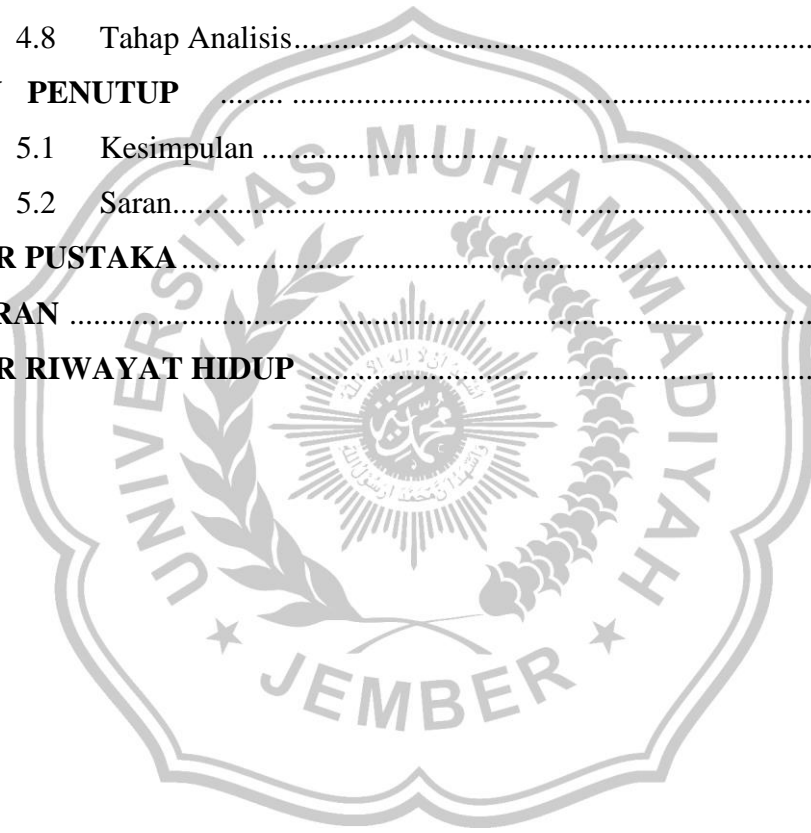 4.8 Tahap Analisis................................................................
PENUTUP ........ ................................................................
5.1 Kesimpulan ................................................................
5.2 Saran................................................................
R PUSTAKA................................................................
RAN ................................................................
R RIWAYAT HIDUP ................................................................
UNIVERSITAS MUHAMMADIYAH
JEMBER